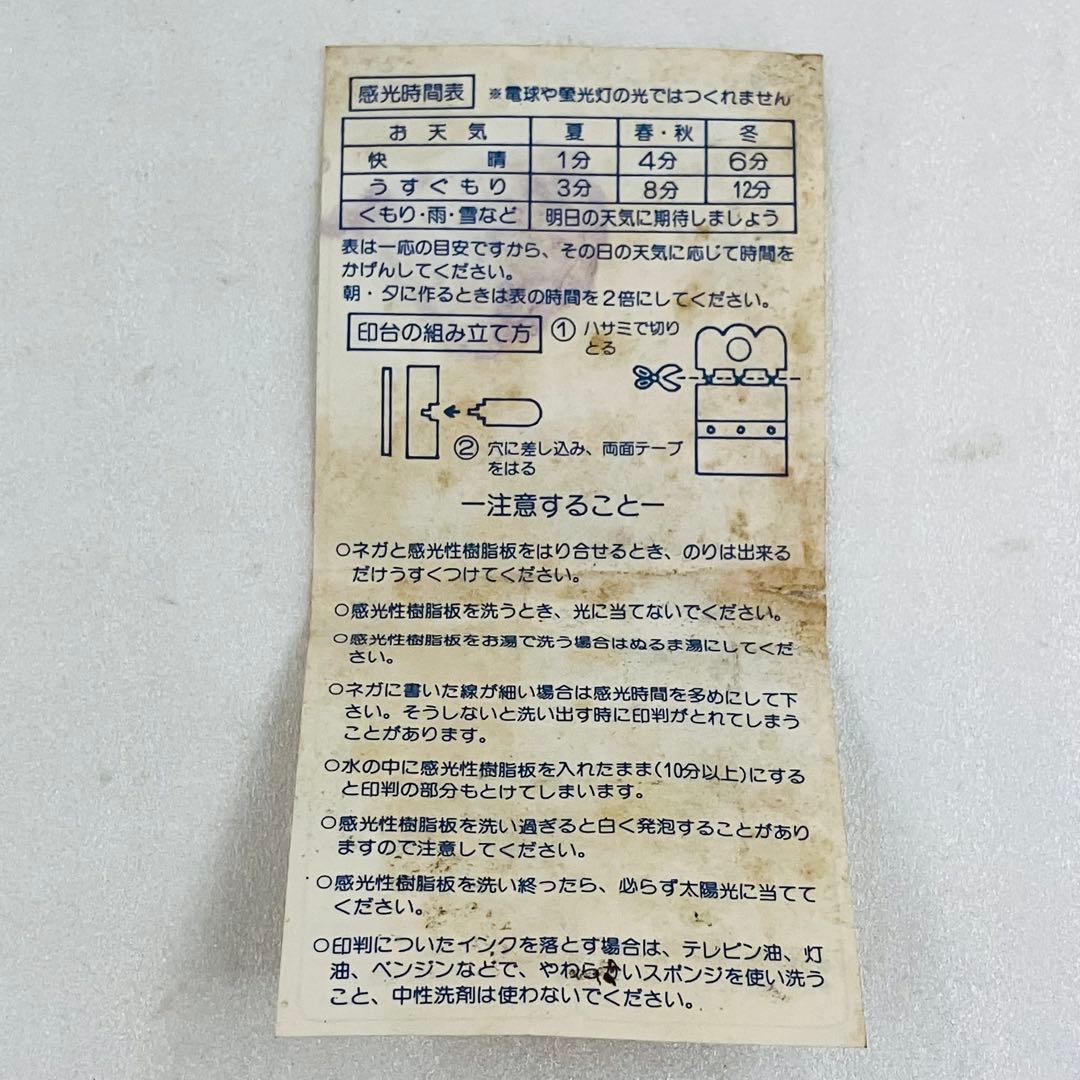 感光時間表 ※電球や螢光灯の光ではつくれません
お天気 夏 春・秋 冬
快晴 1分 4分 6分
うすぐもり 3分 8分 12分
くもり・雨・雪など 明日の天気に期待しましょう
表は一応の目安ですから、その日の天気に応じて時間を
かげんしてください。
朝・夕に作るときは表の時間を2倍にしてください。
印台の組み立て方
① ハサミで切り
とる
② 穴に差し込み、両面テープ
をはる
ー注意することー
○ネガと感光性樹脂板をはり合せるとき、のりは出来る
だけうすくつけてください。
○感光性樹脂板を洗うとき、光に当てないでください。
○感光性樹脂板をお湯で洗う場合はぬるま湯にしてくだ
さい。
○ネガに書いた線が細い場合は感光時間を多めにして下
さい。そうしないと洗い出す時に印判がとれてしまう
ことがあります。
○水の中に感光性樹脂板を入れたまま(10分以上)にする
と印判の部分もとけてしまいます。
○感光性樹脂板を洗い過ぎると白く発泡することがあり
ますので注意してください。
○感光性樹脂板を洗い終ったら、必らず太陽光に当てて
ください。
○印判についたインクを落とす場合は、テレピン油、灯
油、ベンジンなどで、やわらかいスポンジを使い洗う
こと、中性洗剤は使わないでください。